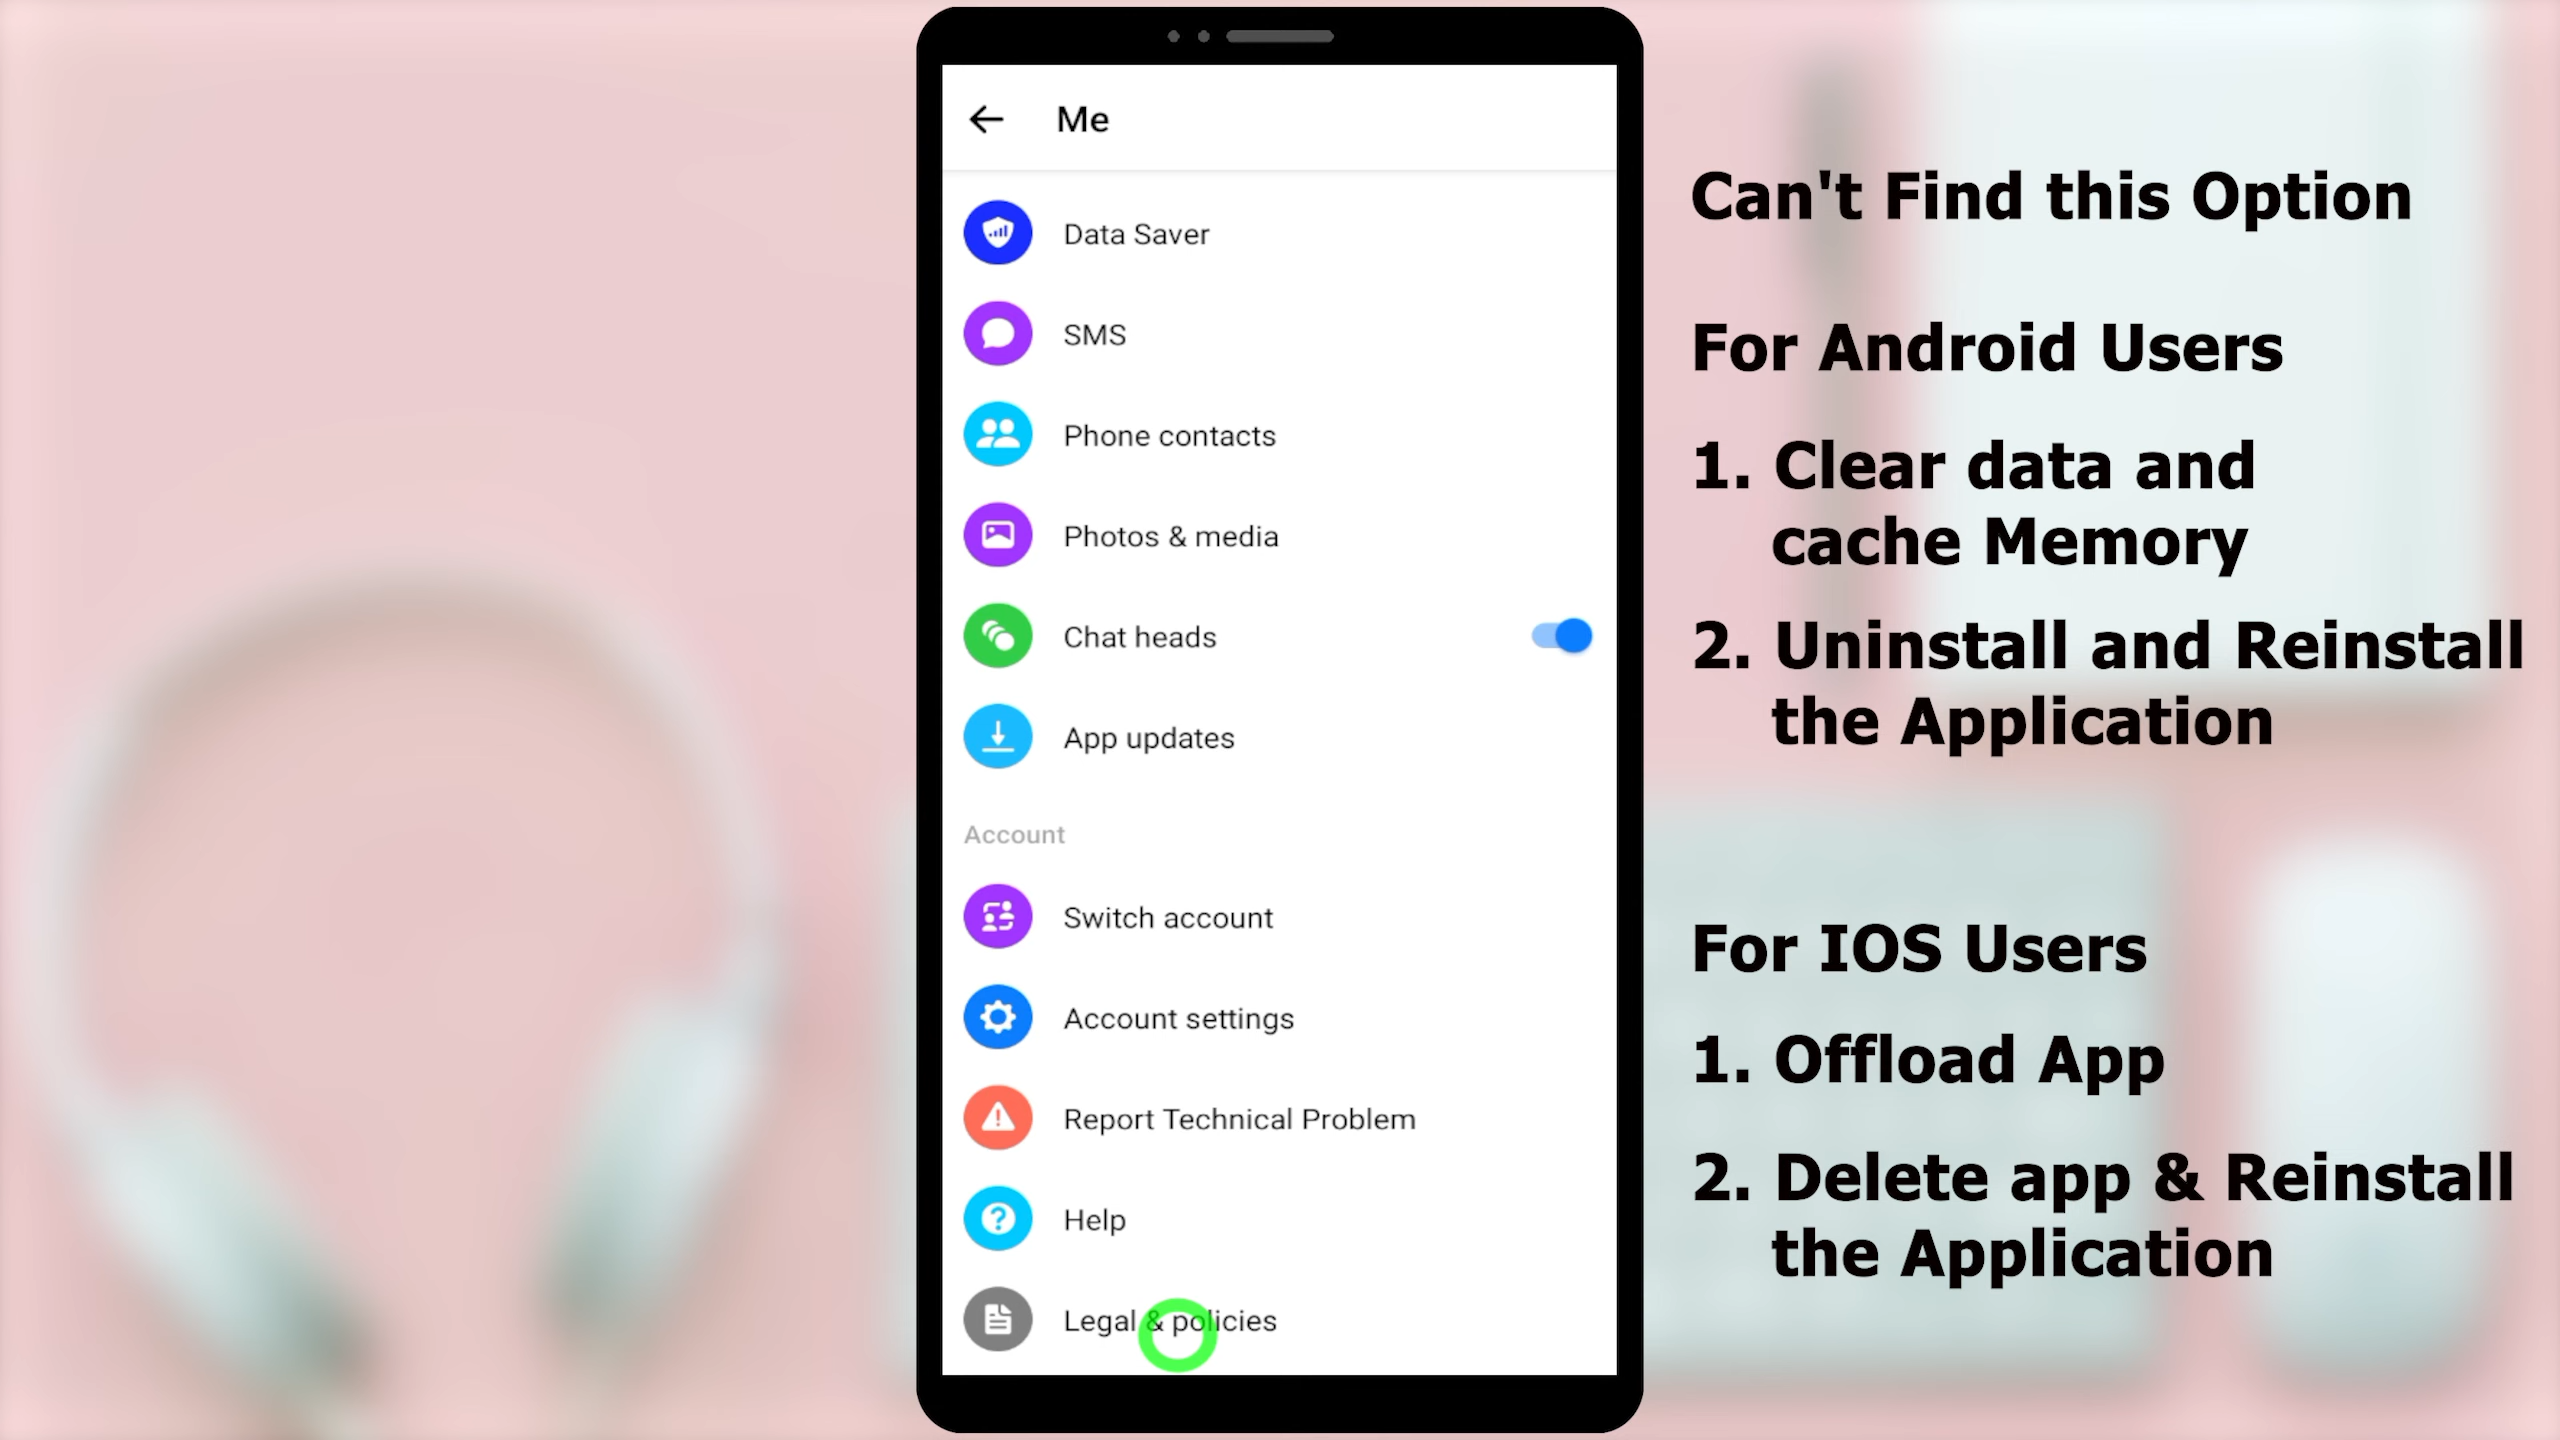 Me
Data Saver
SMS
Phone contacts
Photos & media
Chat heads
App updates
Account
Switch account
Account settings
Report Technical Problem
Help
Legal & policies
Can't Find this Option
For Android Users
1. Clear data and
cache Memory
2. Uninstall and Reinstall
the Application
For IOS Users
1. Offload App
2. Delete app & Reinstall
the Application